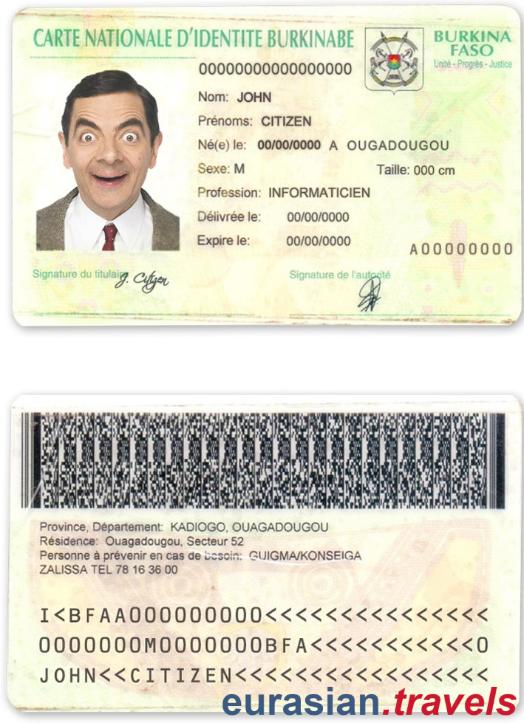 CARTE NATIONALE D'IDENTITE BURKINABE
BURKINA
FASO
Unité - Progrès - Justice
00000000000000000
Nom: JOHN
Prénoms: CITIZEN
Né(e) le: 00/00/0000 A OUGADOUGOU
Sexe: M Taille: 000 cm
Profession: INFORMATICIEN
Délivrée le: 00/00/0000
Expire le: 00/00/0000
A00000000
Signature du titulaire J. Citizen
Signature de l'autorité
Province, Département: KADIOGO, OUAGADOUGOU
Résidence: Ouagadougou, Secteur 52
Personne à prévenir en cas de besoin: GUIGMA/KONSEIGA
ZALISSA TEL 78 16 36 00
I<BFAA000000000<<<<<<<<<<<<<<<
0000000M0000000BFA<<<<<<<<<<<0
JOHN<<CITIZEN<<<<<<<<<<<<<<<<<
eurasian.travels